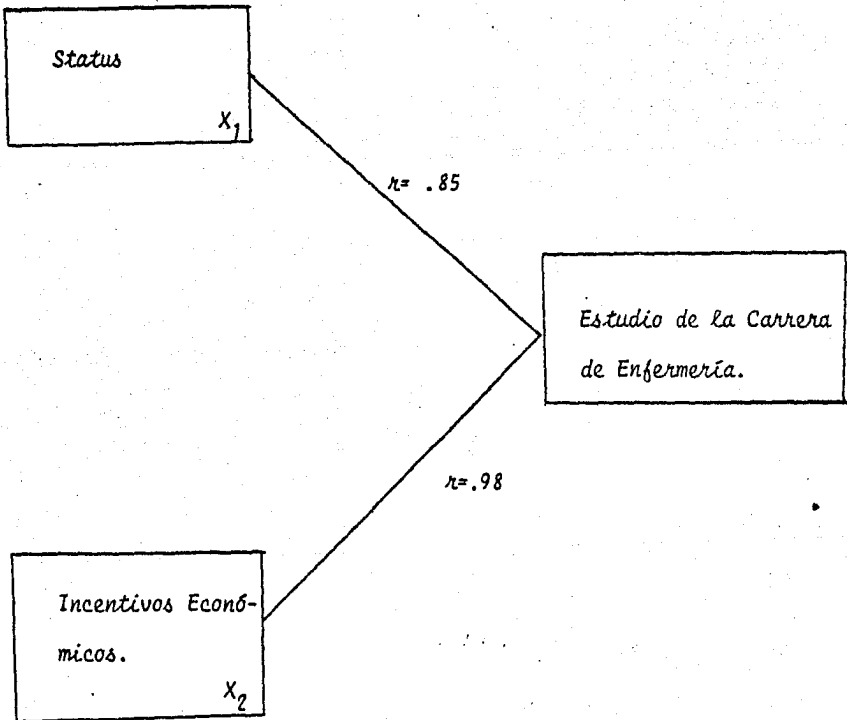 Status
X1
r= .85
Estudio de la Carrera
de Enfermería.
r=.98
Incentivos Econó-
micos.
X2